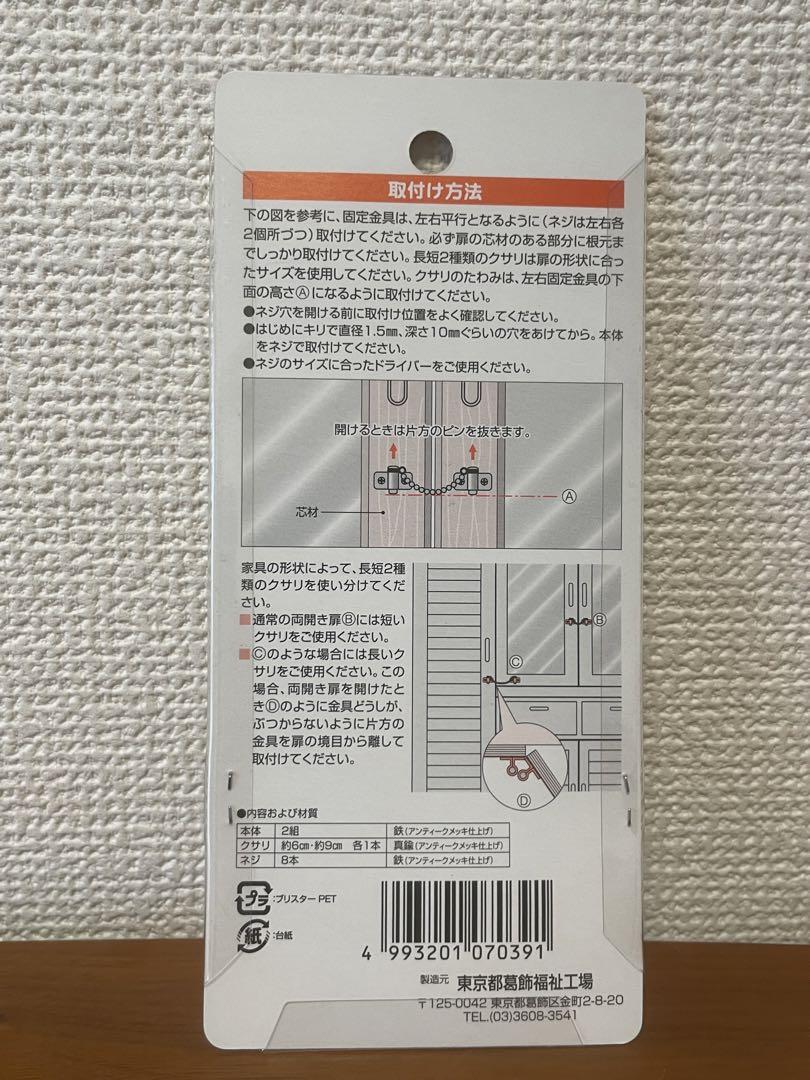 取付け方法
下の図を参考に、固定金具は、左右平行となるように(ネジは左右各
2個所づつ)取付けてください。必ず扉の芯材のある部分に根元ま
でしっかり取付けてください。長短2種類のクサリは扉の形状に合っ
たサイズを使用してください。クサリのたわみは、左右固定金具の下
面の高さⒶになるように取付けてください。
●ネジ穴を開ける前に取付け位置をよく確認してください。
●はじめにキリで直径1.5㎜、深さ10㎜ぐらいの穴をあけてから。本体
をネジで取付けてください。
●ネジのサイズに合ったドライバーをご使用ください。
開けるときは片方のピンを抜きます。
Ⓐ
芯材
家具の形状によって、長短2種
類のクサリを使い分けてくだ
さい。
■通常の両開き扉Ⓑには短い
クサリをご使用ください。
■Ⓒのような場合には長いク
サリをご使用ください。この
場合、両開き扉を開けたと
きⒹのように金具どうしが、
ぶつからないように片方の
金具を扉の境目から離して
取付けてください。
Ⓑ
Ⓒ
Ⓓ
●内容および材質
本体 2組 鉄(アンティークメッキ仕上げ)
クサリ 約6㎝・約9㎝ 各1本 真鍮(アンティークメッキ仕上げ)
ネジ 8本 鉄(アンティークメッキ仕上げ)
プラ :ブリスター PET
紙 :台紙
4 993201 070391
製造元 東京都葛飾福祉工場
〒125-0042 東京都葛飾区金町2-8-20
TEL.(03)3608-3541